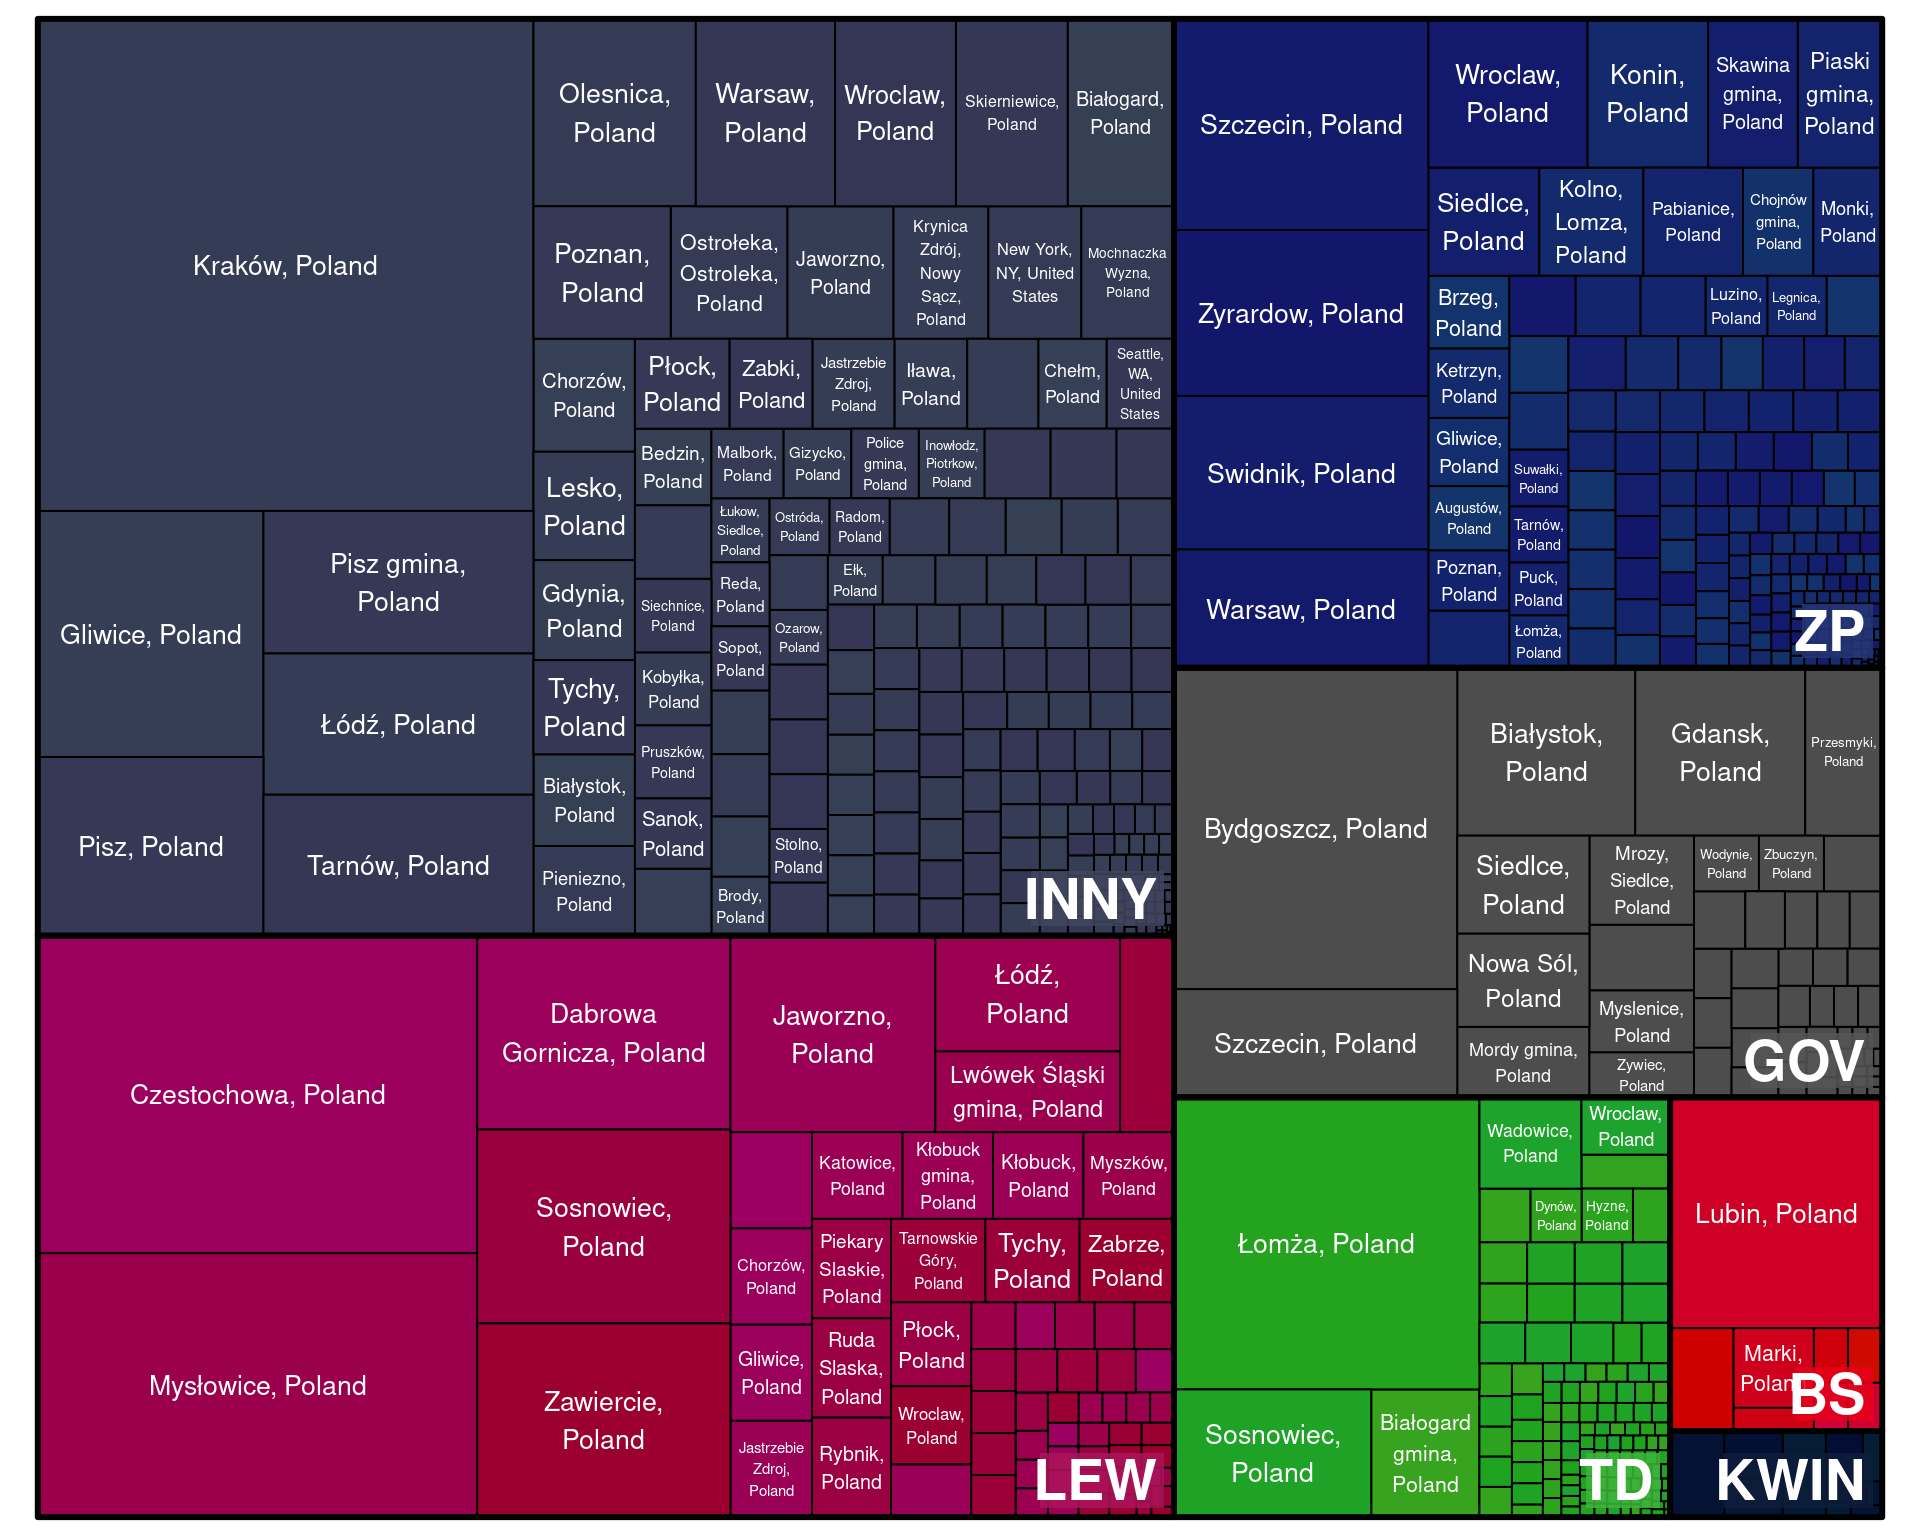 Kraków, Poland
Olesnica,
Poland
Warsaw,
Poland
Wroclaw,
Poland
Skierniewice,
Poland
Białogard,
Poland
Poznan,
Poland
Ostrołeka,
Ostroleka,
Poland
Jaworzno,
Poland
Krynica
Zdrój,
Nowy
Sącz,
Poland
New York,
NY, United
States
Mochnaczka
Wyzna,
Poland
Chorzów,
Poland
Płock,
Poland
Zabki,
Poland
Jastrzebie
Zdroj,
Poland
Iława,
Poland
Chełm,
Poland
Seattle,
WA,
United
States
Lesko,
Poland
Bedzin,
Poland
Malbork,
Poland
Gizycko,
Poland
Police
gmina,
Poland
Inowłodz,
Piotrkow,
Poland
Łukow,
Siedlce,
Poland
Ostróda,
Poland
Radom,
Poland
Gliwice, Poland
Pisz gmina,
Poland
Gdynia,
Poland
Siechnice,
Poland
Reda,
Poland
Ełk,
Poland
Łódź, Poland
Tychy,
Poland
Kobyłka,
Poland
Sopot,
Poland
Ozarow,
Poland
Pisz, Poland
Tarnów, Poland
Białystok,
Poland
Pruszków,
Poland
Pieniezno,
Poland
Sanok,
Poland
Stolno,
Poland
Brody,
Poland
INNY
Szczecin, Poland
Wroclaw,
Poland
Konin,
Poland
Skawina
gmina,
Poland
Piaski
gmina,
Poland
Siedlce,
Poland
Kolno,
Lomza,
Poland
Pabianice,
Poland
Chojnów
gmina,
Poland
Monki,
Poland
Zyrardow, Poland
Brzeg,
Poland
Luzino,
Poland
Legnica,
Poland
Ketrzyn,
Poland
Swidnik, Poland
Gliwice,
Poland
Suwałki,
Poland
Augustów,
Poland
Tarnów,
Poland
Warsaw, Poland
Poznan,
Poland
Puck,
Poland
Łomża,
Poland
ZP
Bydgoszcz, Poland
Białystok,
Poland
Gdansk,
Poland
Przesmyki,
Poland
Siedlce,
Poland
Mrozy,
Siedlce,
Poland
Wodynie,
Poland
Zbuczyn,
Poland
Nowa Sól,
Poland
Szczecin, Poland
Myslenice,
Poland
Mordy gmina,
Poland
Zywiec,
Poland
GOV
Czestochowa, Poland
Dabrowa
Gornicza, Poland
Jaworzno,
Poland
Łódź,
Poland
Lwówek Śląski
gmina, Poland
Mysłowice, Poland
Sosnowiec,
Poland
Zawiercie,
Poland
Katowice,
Poland
Kłobuck
gmina,
Poland
Kłobuck,
Poland
Myszków,
Poland
Chorzów,
Poland
Piekary
Slaskie,
Poland
Tarnowskie
Góry,
Poland
Tychy,
Poland
Zabrze,
Poland
Gliwice,
Poland
Ruda
Slaska,
Poland
Płock,
Poland
Jastrzebie
Zdroj,
Poland
Rybnik,
Poland
Wroclaw,
Poland
LEW
Łomża, Poland
Wadowice,
Poland
Wroclaw,
Poland
Dynów,
Poland
Hyzne,
Poland
Sosnowiec,
Poland
Białogard
gmina,
Poland
TD
Lubin, Poland
Marki,
Poland
BS
KWIN